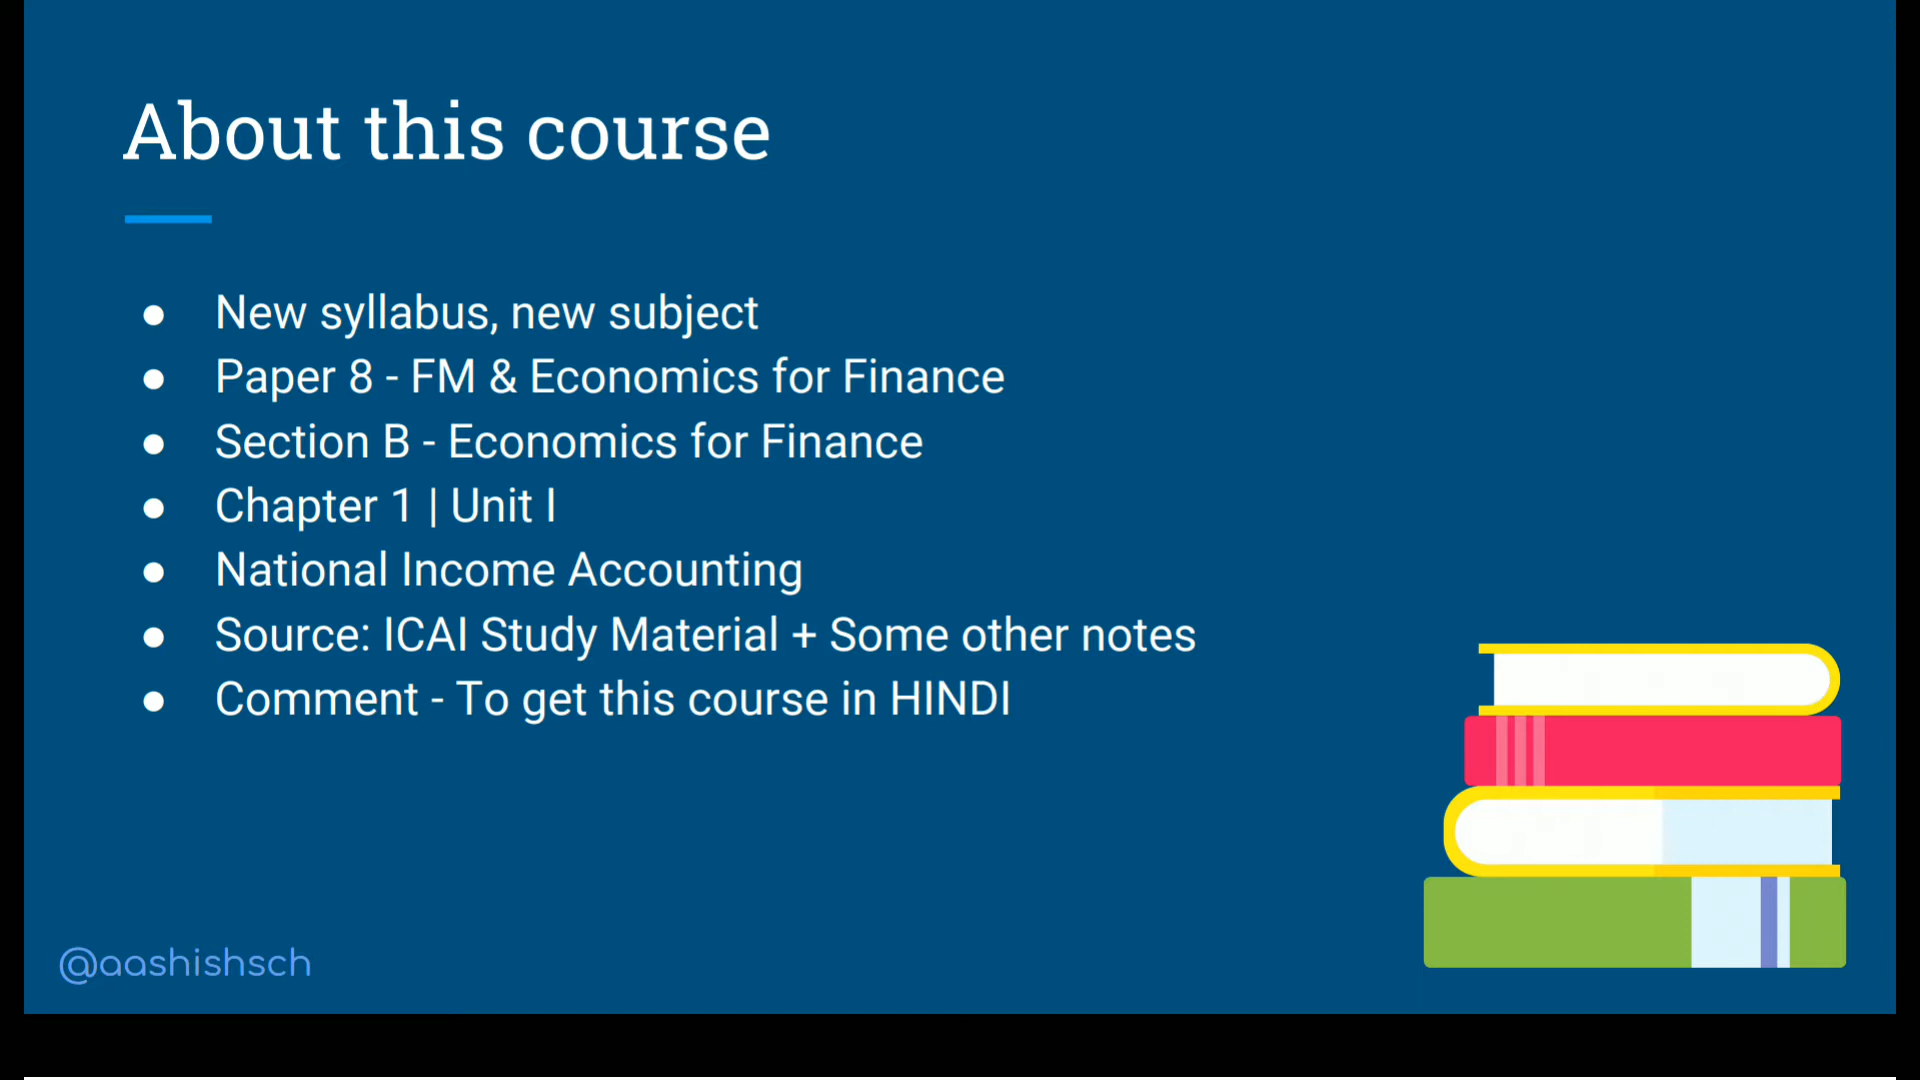 About this course
● New syllabus, new subject
● Paper 8 - FM & Economics for Finance
● Section B - Economics for Finance
● Chapter 1 | Unit I
● National Income Accounting
● Source: ICAI Study Material + Some other notes
● Comment - To get this course in HINDI
@aashishsch